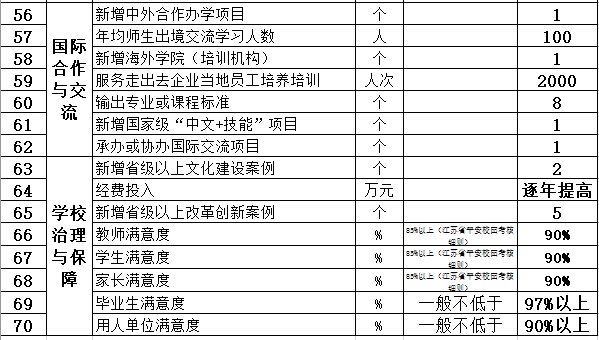 56 新增中外合作办学项目 个 1
57 年均师生出境交流学习人数 人 100
58 新增海外学院（培训机构） 个 1
国际合作与交流
59 服务走出去企业当地员工培养培训 人次 2000
60 输出专业或课程标准 个 8
61 新增国家级“中文+技能”项目 个 1
62 承办或协办国际交流项目 个 1
63 新增省级以上文化建设案例 个 2
64 经费投入 万元 逐年提高
65 新增省级以上改革创新案例 个 5
学校治理与保障
66 教师满意度 % 85%以上（江苏省平安校园考核细则） 90%
67 学生满意度 % 85%以上（江苏省平安校园考核细则） 90%
68 家长满意度 % 85%以上（江苏省平安校园考核细则） 90%
69 毕业生满意度 % 一般不低于 97%以上
70 用人单位满意度 % 一般不低于 90%以上